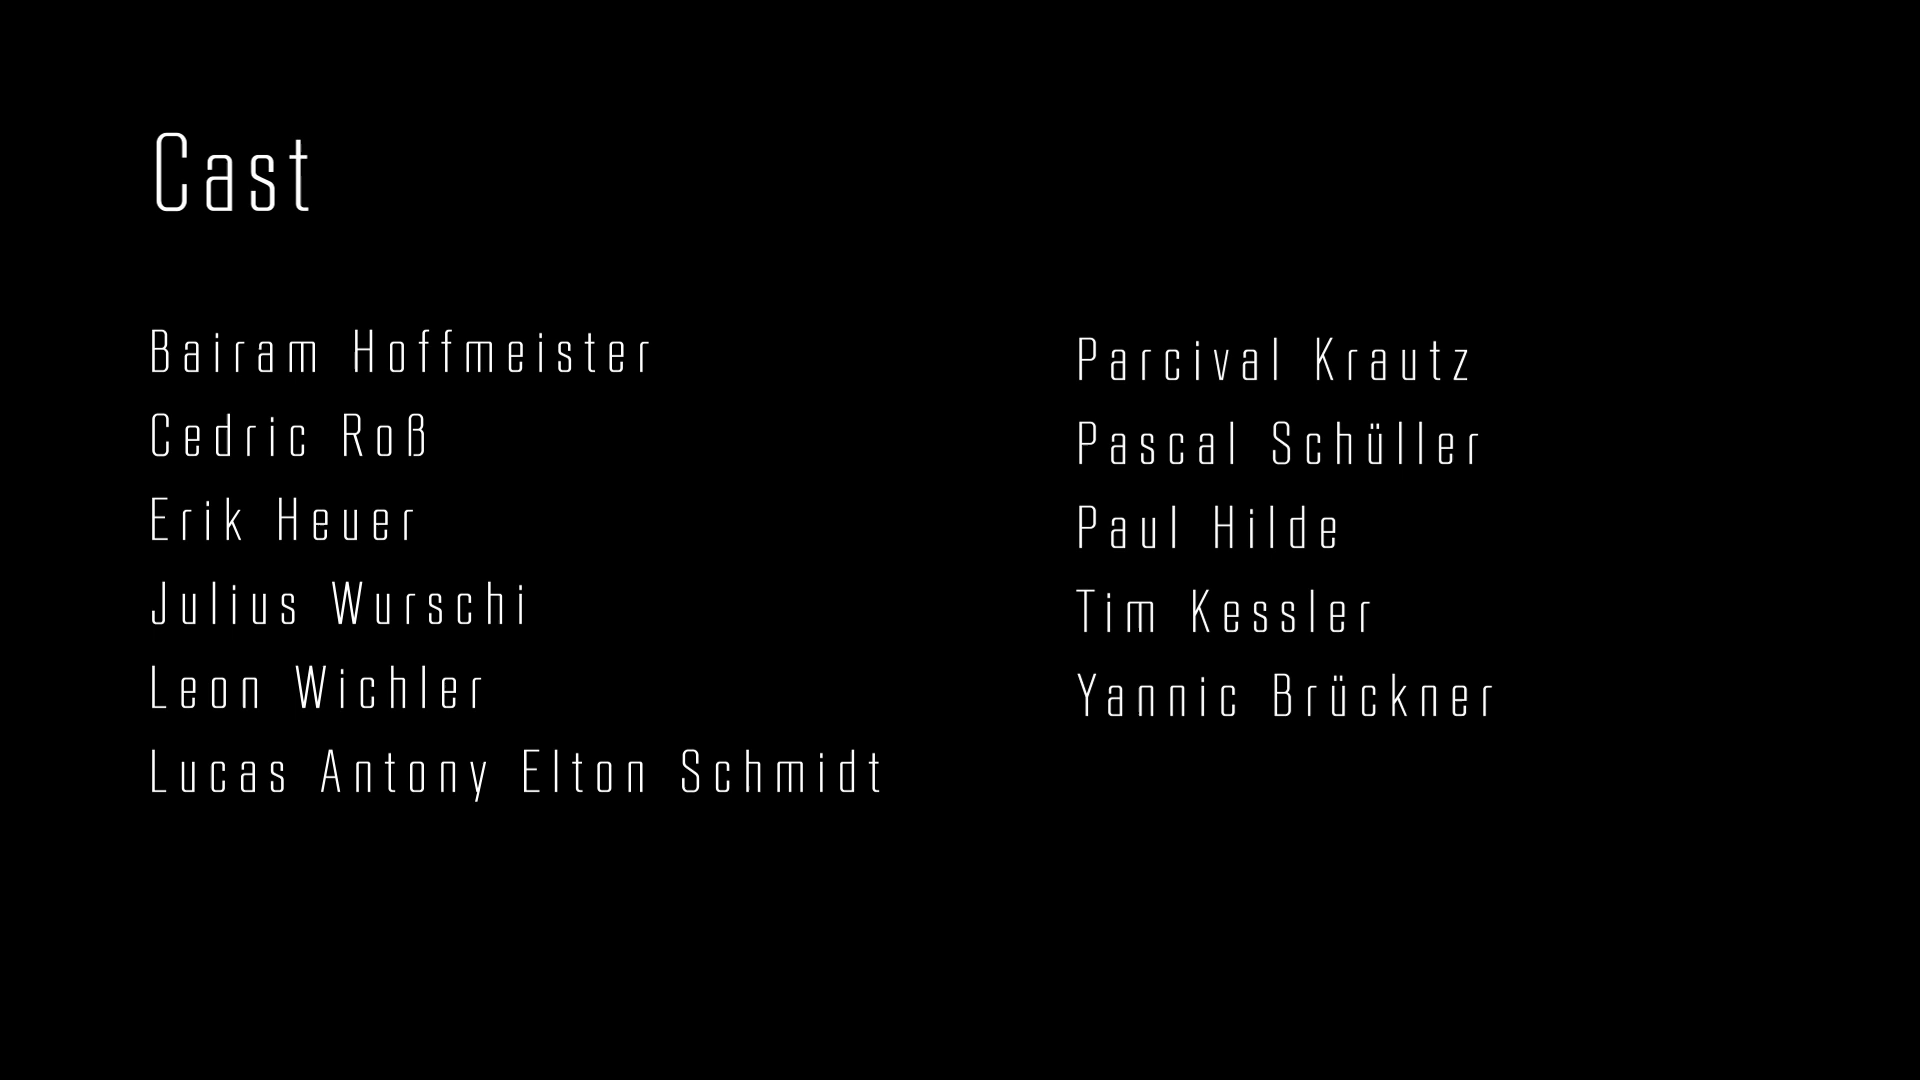 Cast
Bairam Hoffmeister
Cedric Roß
Erik Heuer
Julius Wurschi
Leon Wichler
Lucas Antony Elton Schmidt
Parcival Krautz
Pascal Schüller
Paul Hilde
Tim Kessler
Yannic Brückner